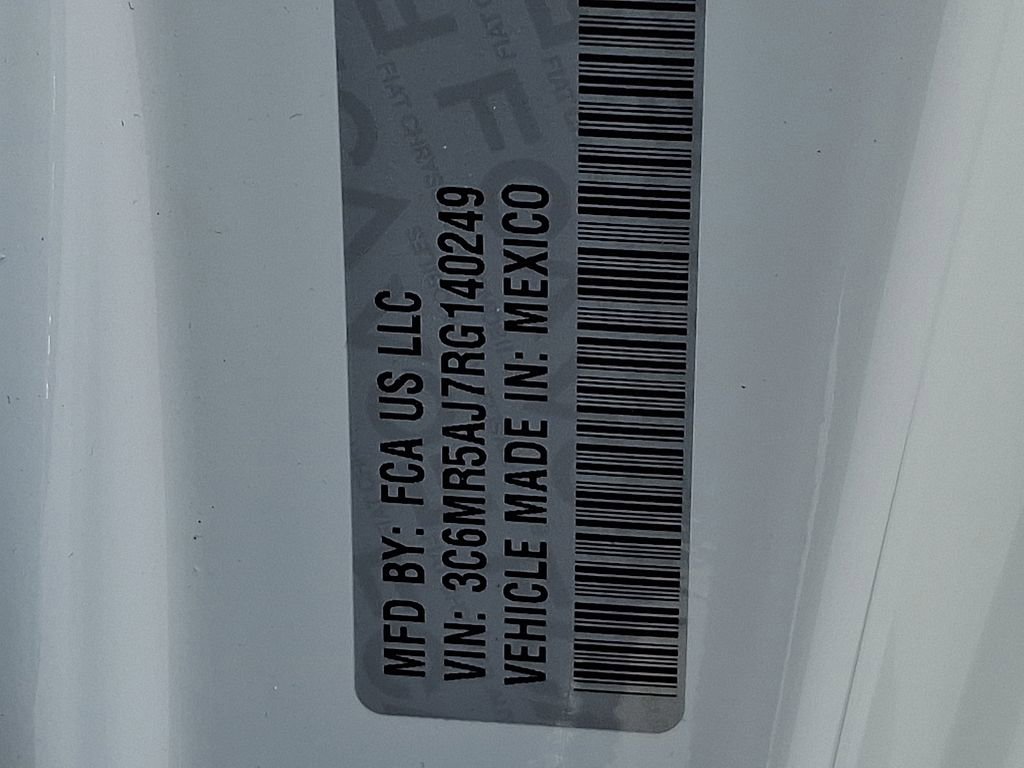 MFD BY: FCA US LLC
VIN: 3C6MR5AJ7RG140249
VEHICLE MADE IN: MEXICO